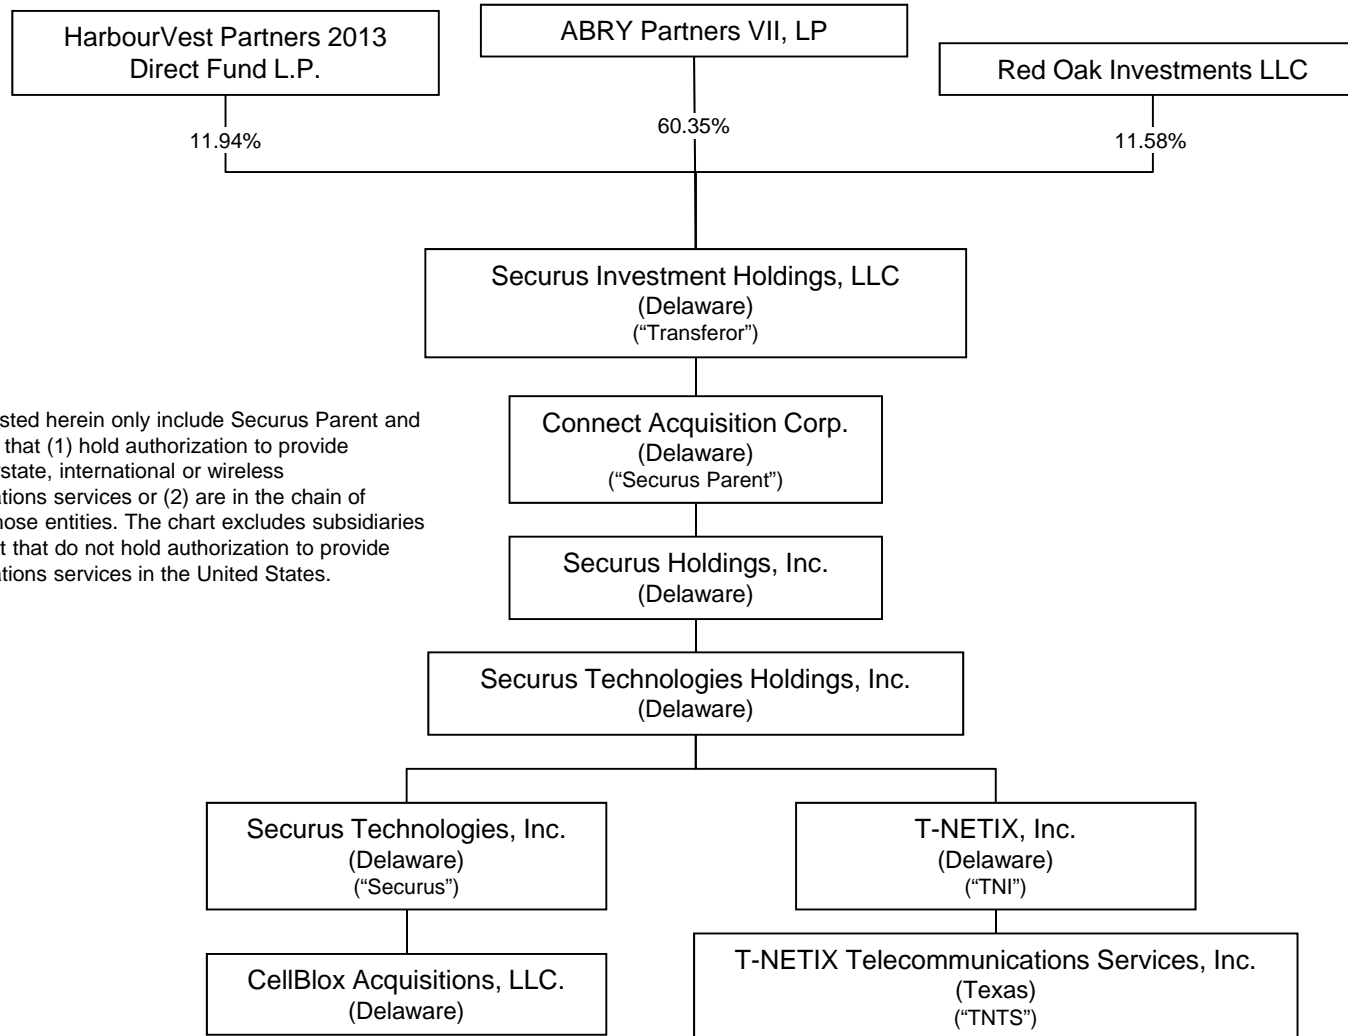 HarbourVest Partners 2013
Direct Fund L.P.
ABRY Partners VII, LP
Red Oak Investments LLC
11.94%
60.35%
11.58%
Securus Investment Holdings, LLC
(Delaware)
(“Transferor”)
sted herein only include Securus Parent and
that (1) hold authorization to provide
state, international or wireless
ations services or (2) are in the chain of
ose entities. The chart excludes subsidiaries
t that do not hold authorization to provide
ations services in the United States.
Connect Acquisition Corp.
(Delaware)
(“Securus Parent”)
Securus Holdings, Inc.
(Delaware)
Securus Technologies Holdings, Inc.
(Delaware)
Securus Technologies, Inc.
(Delaware)
(“Securus”)
T-NETIX, Inc.
(Delaware)
(“TNI”)
CellBlox Acquisitions, LLC.
(Delaware)
T-NETIX Telecommunications Services, Inc.
(Texas)
(“TNTS”)